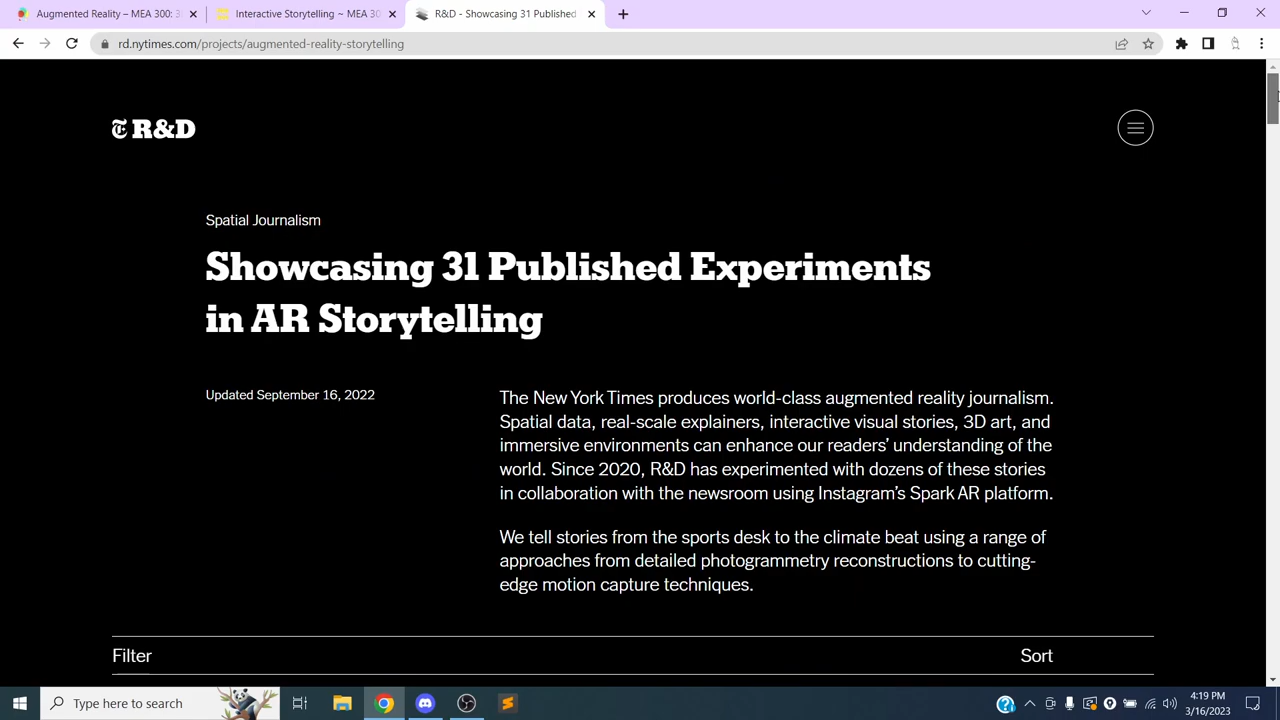 Augmented Reality – MEA 300: 3
Interactive Storytelling ~ MEA 30
R&D - Showcasing 31 Published
rd.nytimes.com/projects/augmented-reality-storytelling
T R&D
Spatial Journalism
Showcasing 31 Published Experiments
in AR Storytelling
Updated September 16, 2022
The New York Times produces world-class augmented reality journalism.
Spatial data, real-scale explainers, interactive visual stories, 3D art, and
immersive environments can enhance our readers’ understanding of the
world. Since 2020, R&D has experimented with dozens of these stories
in collaboration with the newsroom using Instagram’s Spark AR platform.
We tell stories from the sports desk to the climate beat using a range of
approaches from detailed photogrammetry reconstructions to cutting-
edge motion capture techniques.
Filter
Sort
Type here to search
4:19 PM
3/16/2023